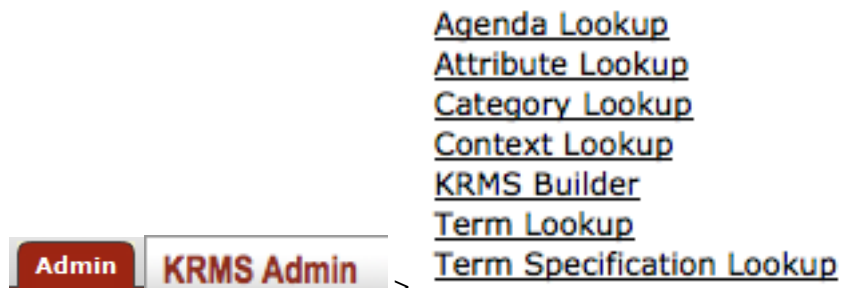 Agenda Lookup
Attribute Lookup
Category Lookup
Context Lookup
KRMS Builder
Term Lookup
Admin KRMS Admin > Term Specification Lookup